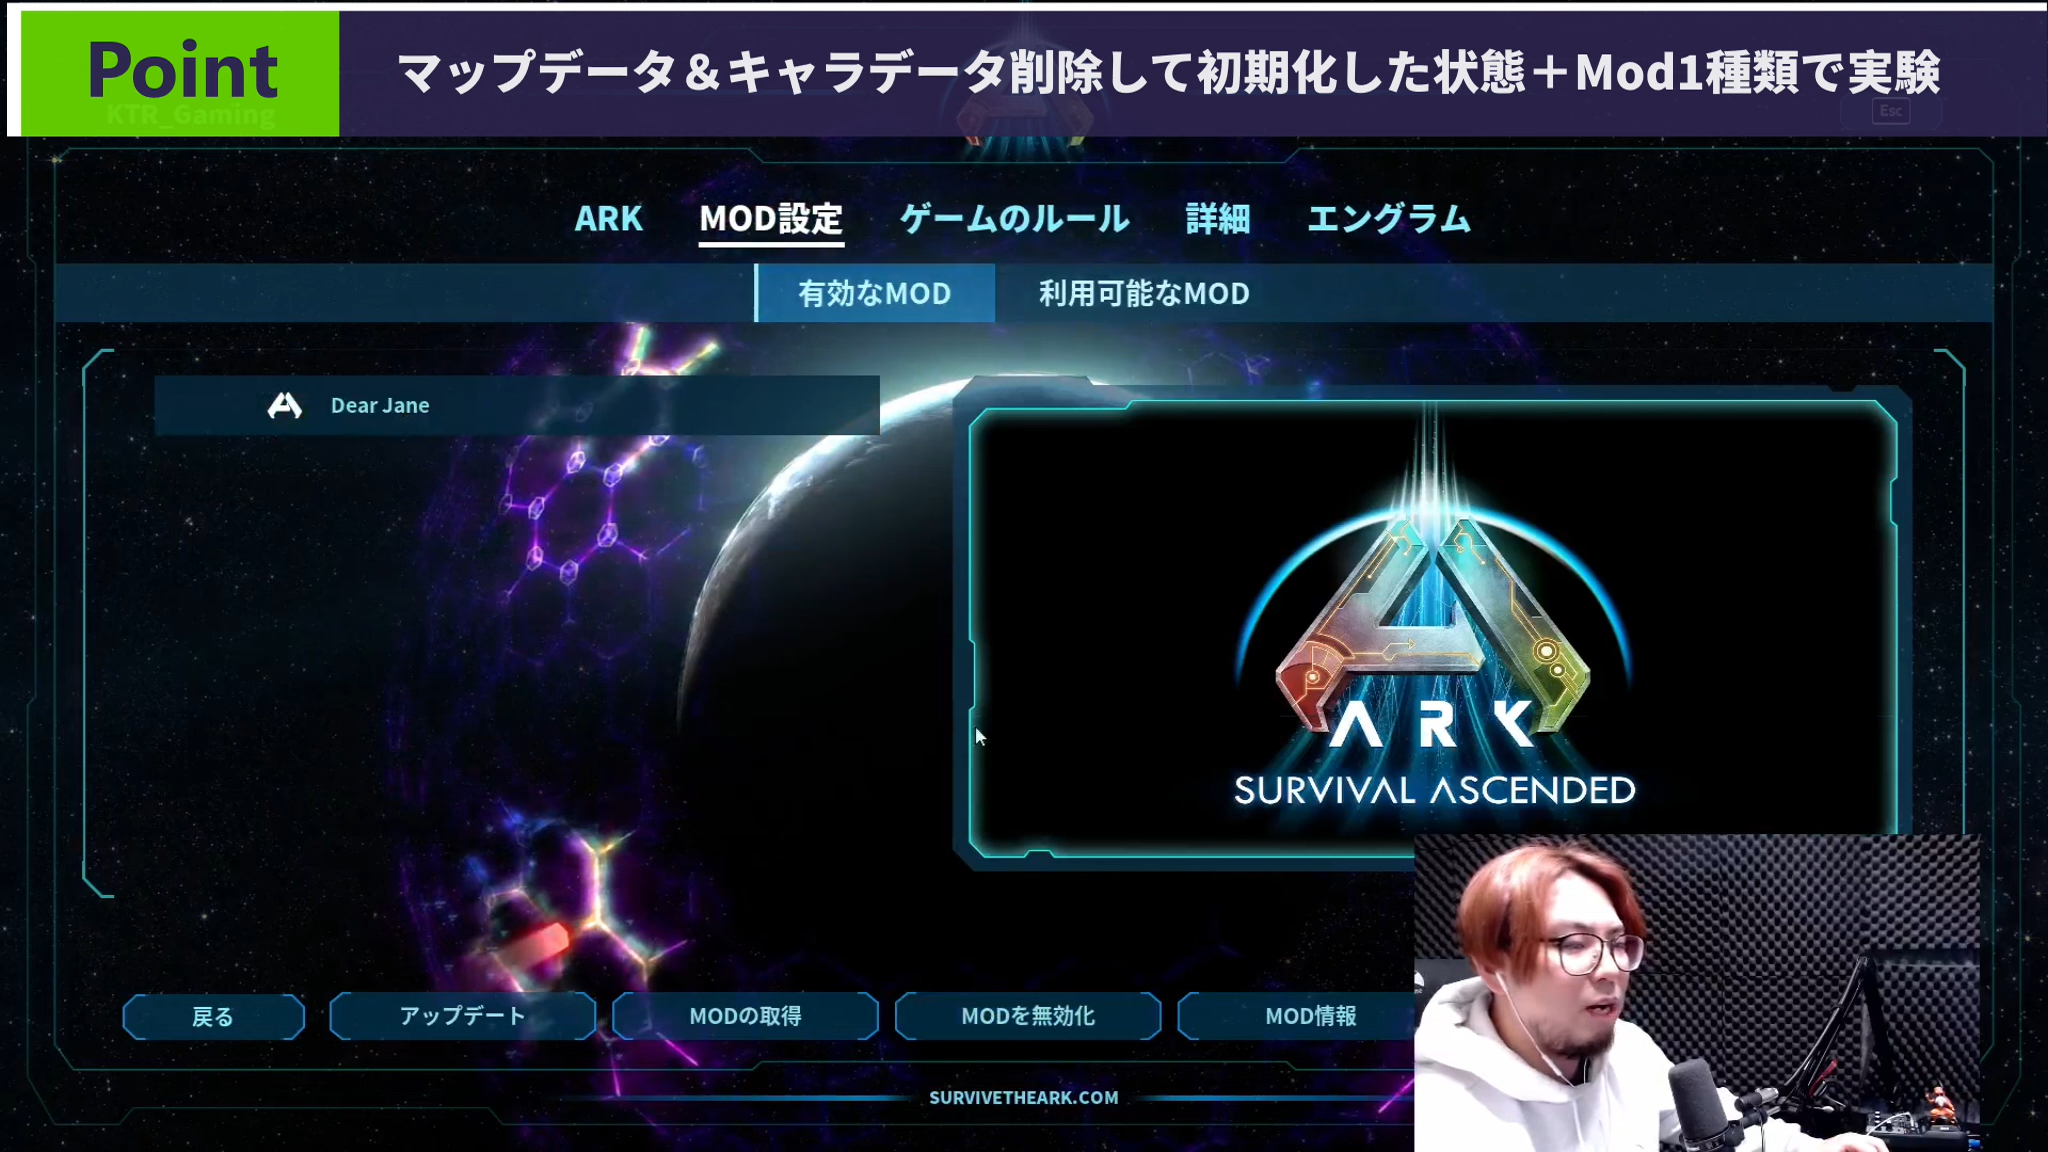 Point
マップデータ＆キャラデータ削除して初期化した状態＋Mod1種類で実験
KTR_Gaming
Esc
ARK MOD設定 ゲームのルール 詳細 エングラム
有効なMOD 利用可能なMOD
Dear Jane
ARK
SURVIVAL ASCENDED
戻る アップデート MODの取得 MODを無効化 MOD情報
SURVIVETHEARK.COM